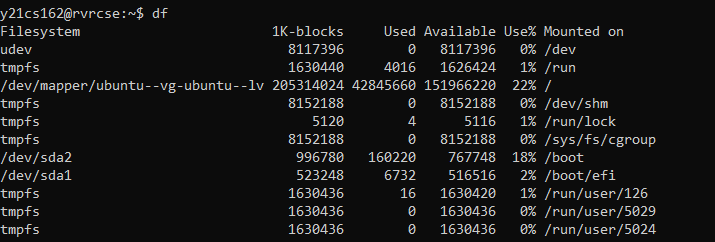 y21cs162@rvrcse:~$ df
Filesystem 1K-blocks Used Available Use% Mounted on
udev 8117396 0 8117396 0% /dev
tmpfs 1630440 4016 1626424 1% /run
/dev/mapper/ubuntu--vg-ubuntu--lv 205314024 42845660 151966220 22% /
tmpfs 8152188 0 8152188 0% /dev/shm
tmpfs 5120 4 5116 1% /run/lock
tmpfs 8152188 0 8152188 0% /sys/fs/cgroup
/dev/sda2 996780 160220 767748 18% /boot
/dev/sda1 523248 6732 516516 2% /boot/efi
tmpfs 1630436 16 1630420 1% /run/user/126
tmpfs 1630436 0 1630436 0% /run/user/5029
tmpfs 1630436 0 1630436 0% /run/user/5024